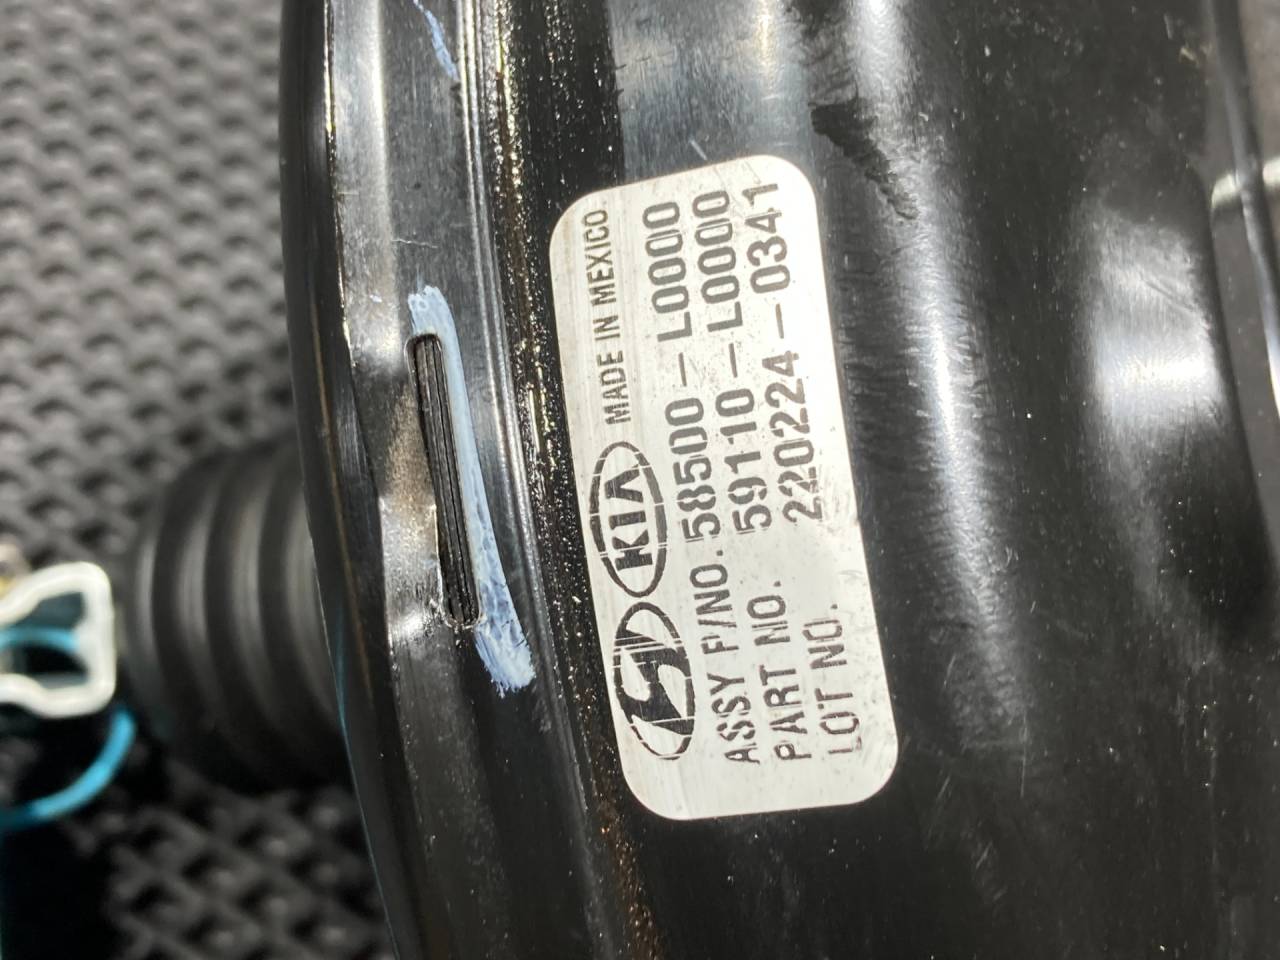 KIA MADE IN MEXICO
ASSY P/NO. 58500-L0000
PART NO. 59110-L0000
LOT NO. 220224-0341